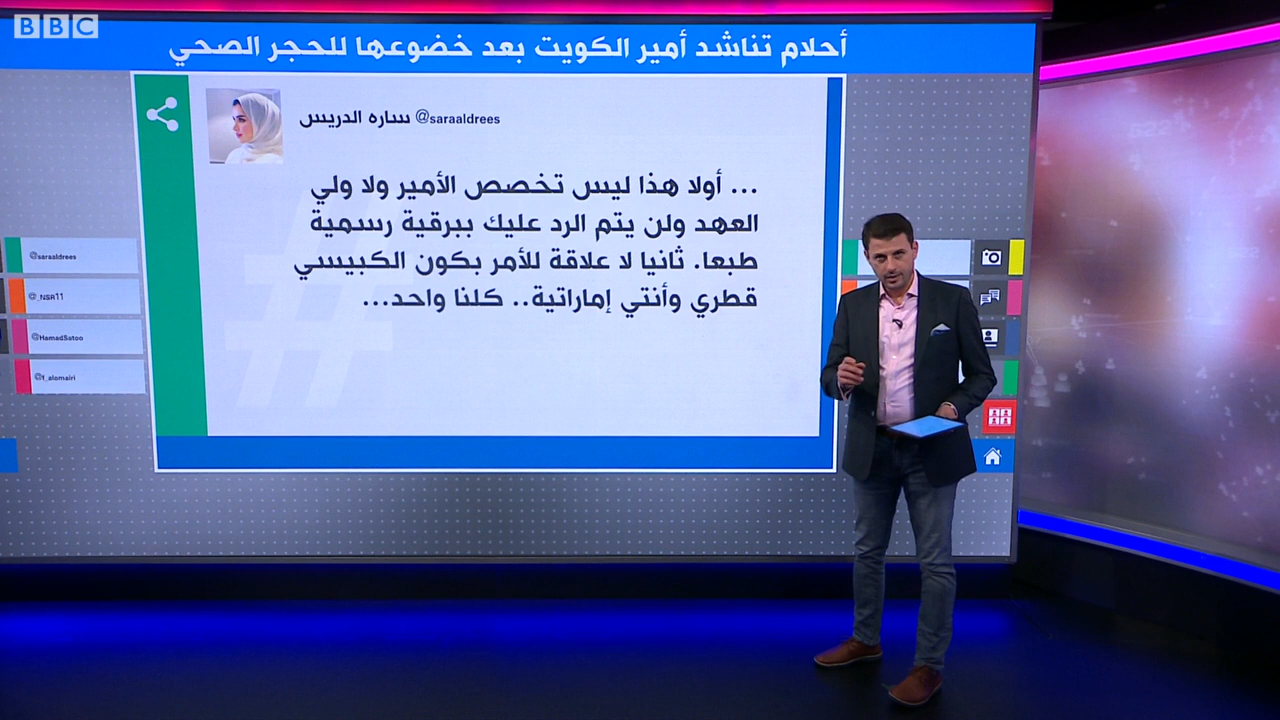 BBC
أحلام تناشد أمير الكويت بعد خضوعها للحجر الصحي
ساره الدريس @saraaldrees
... أولا هذا ليس تخصص الأمير ولا ولي
العهد ولن يتم الرد عليك ببرقية رسمية
طبعا. ثانيا لا علاقة للأمر بكون الكبيسي
قطري وأنتي إماراتية.. كلنا واحد...
@saraaldrees
@_NSR11
@HamadSatoo
@f_alomairi